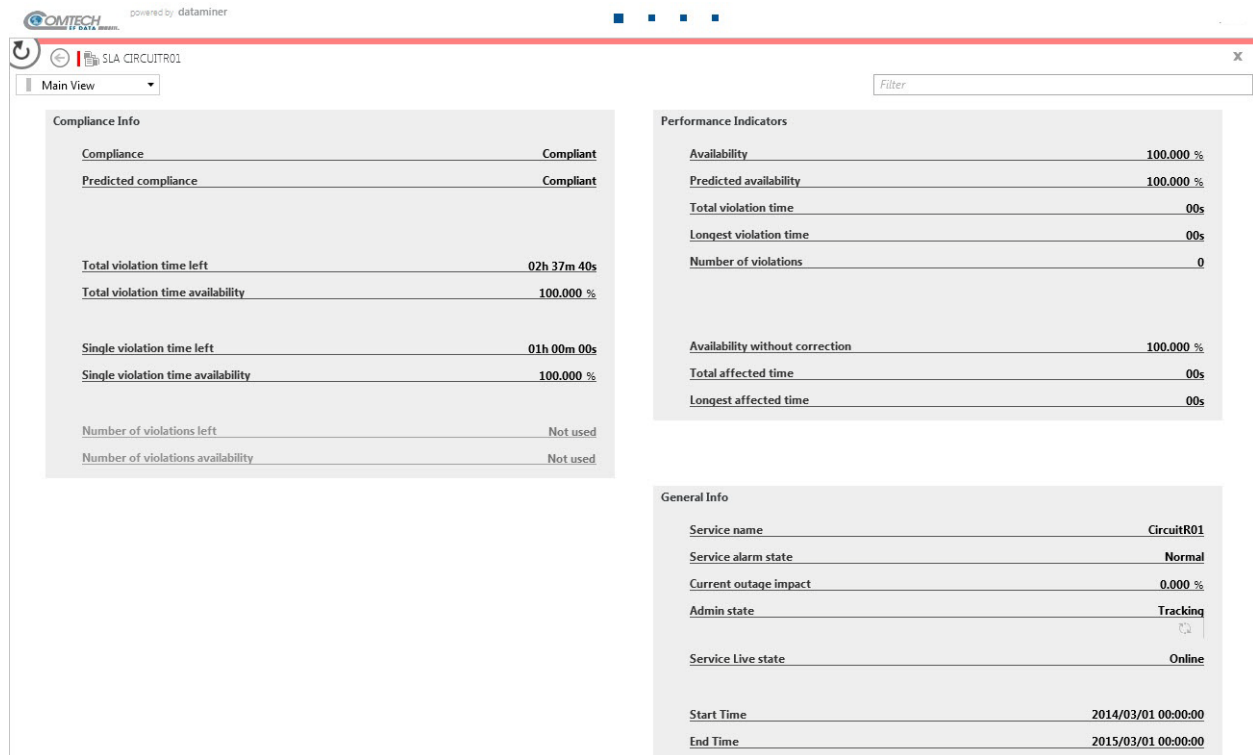 COMTECH
EF DATA
powered by dataminer
SLA CIRCUITR01
X
Main View
Filter
Compliance Info
Compliance Compliant
Predicted compliance Compliant
Total violation time left 02h 37m 40s
Total violation time availability 100.000 %
Single violation time left 01h 00m 00s
Single violation time availability 100.000 %
Number of violations left Not used
Number of violations availability Not used
Performance Indicators
Availability 100.000 %
Predicted availability 100.000 %
Total violation time 00s
Longest violation time 00s
Number of violations 0
Availability without correction 100.000 %
Total affected time 00s
Longest affected time 00s
General Info
Service name CircuitR01
Service alarm state Normal
Current outage impact 0.000 %
Admin state Tracking
Service Live state Online
Start Time 2014/03/01 00:00:00
End Time 2015/03/01 00:00:00